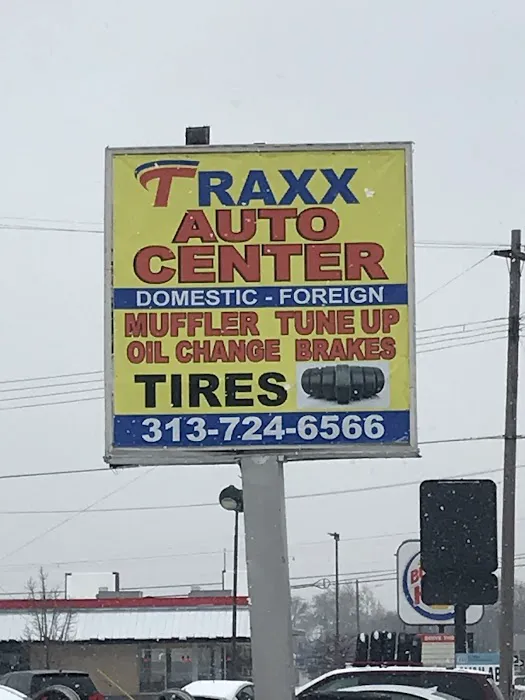 TRAXX
AUTO
CENTER
DOMESTIC - FOREIGN
MUFFLER TUNE UP
OIL CHANGE BRAKES
TIRES
313-724-6566